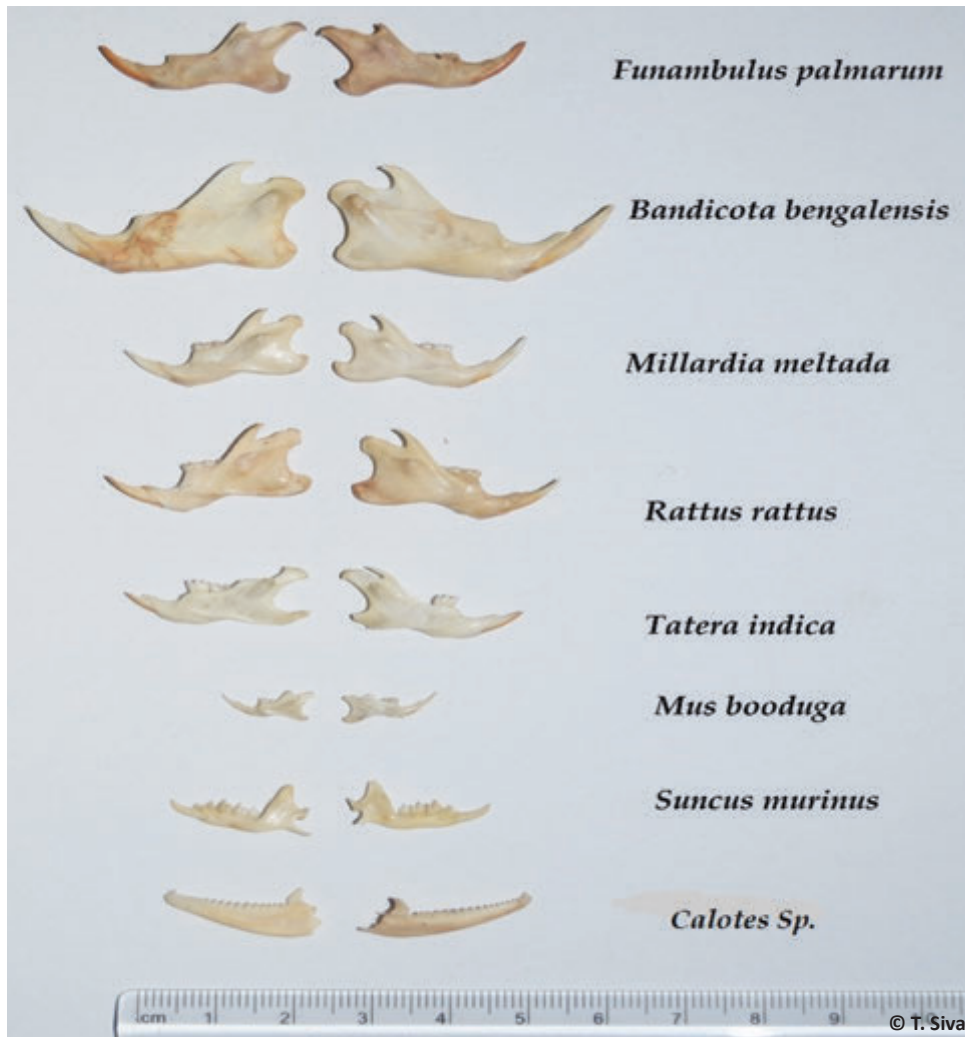 Funambulus palmarum
Bandicota bengalensis
Millardia meltada
Rattus rattus
Tatera indica
Mus booduga
Suncus murinus
Calotes Sp.
cm 1 2 3 4 5 6 7 8 9 10
© T. Siva